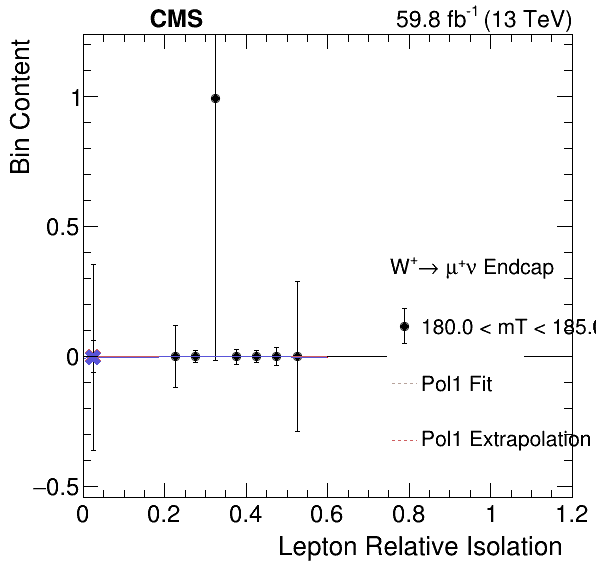 CMS
59.8 fb⁻¹ (13 TeV)
Bin Content
1
0.5
0
−0.5
W⁺→ μ⁺ν Endcap
180.0 < mT < 185.
Pol1 Fit
Pol1 Extrapolation
0 0.2 0.4 0.6 0.8 1 1.2
Lepton Relative Isolation